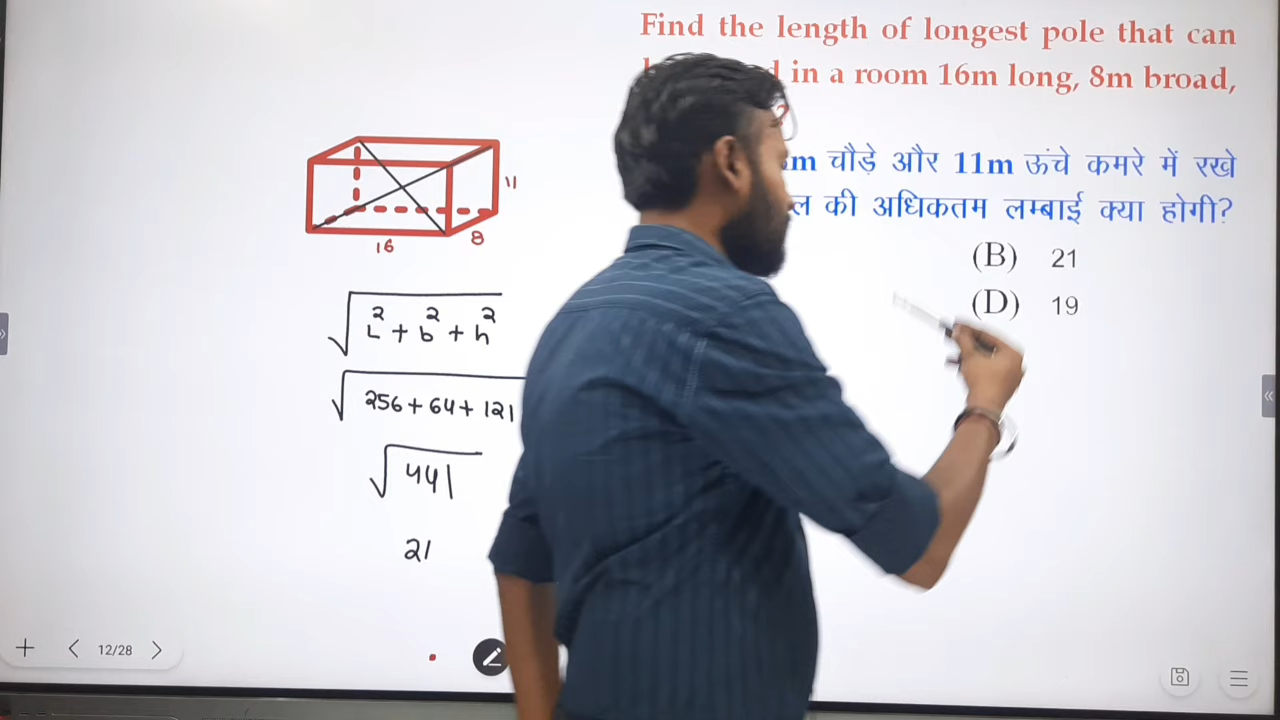 Find the length of longest pole that can
in a room 16m long, 8m broad,
?
m चौड़े और 11m ऊंचे कमरे में रखे
की अधिकतम लम्बाई क्या होगी?
(B) 21
(D) 19
11
16
8
√L²+b²+h²
√256+64+121
√441
21
12/28